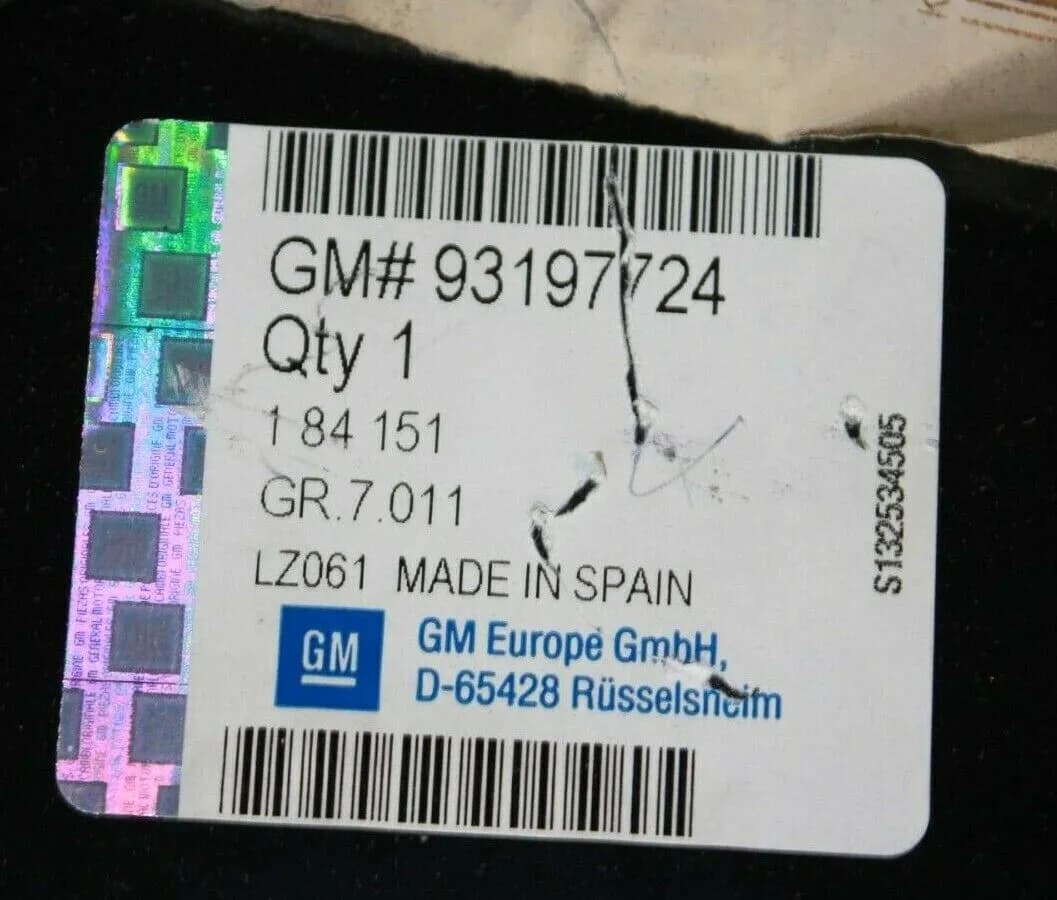 GM# 93197724
Qty 1
1 84 151
GR.7.011
LZ061 MADE IN SPAIN
GM
GM Europe GmbH,
D-65428 Rüsselsheim
S132534505